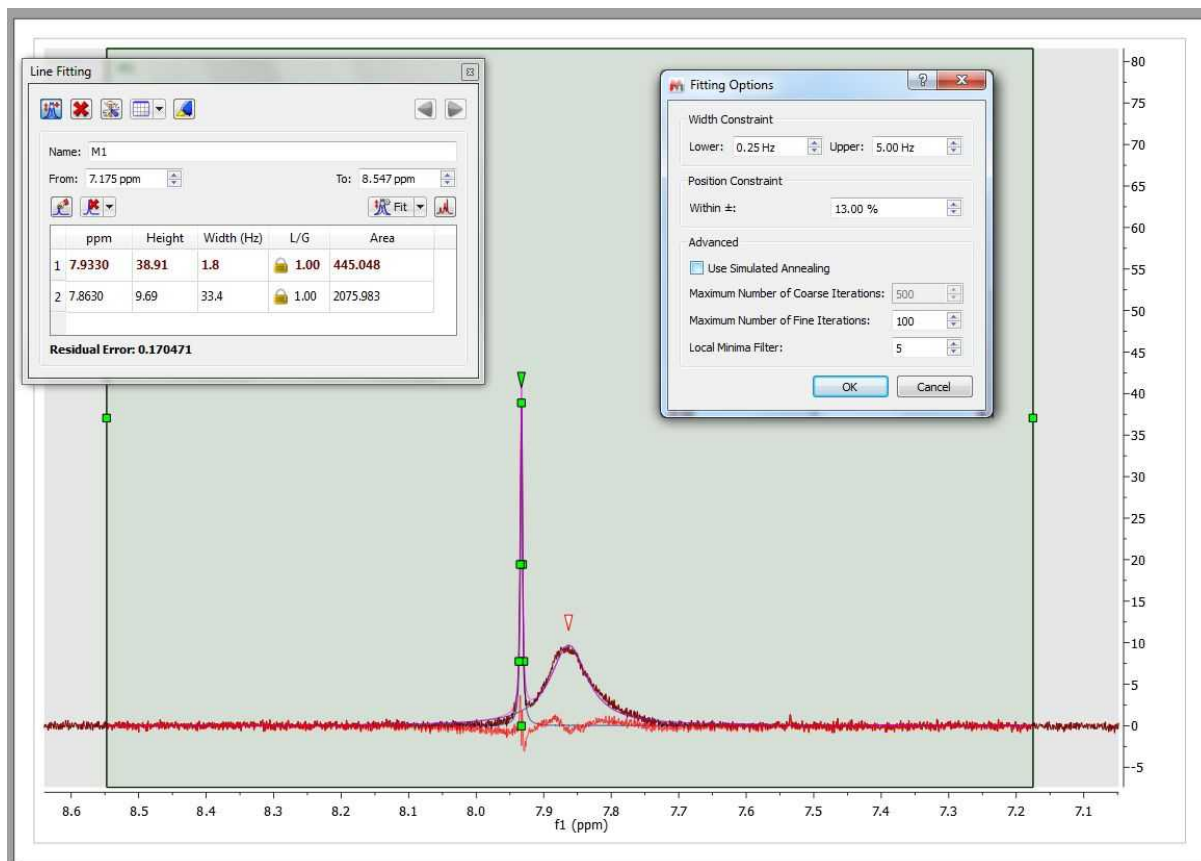 Line Fitting
Name: M1
From: 7.175 ppm To: 8.547 ppm
Fit
ppm Height Width (Hz) L/G Area
1 7.9330 38.91 1.8 1.00 445.048
2 7.8630 9.69 33.4 1.00 2075.983
Residual Error: 0.170471
Fitting Options
?
Width Constraint
Lower: 0.25 Hz Upper: 5.00 Hz
Position Constraint
Within ±: 13.00 %
Advanced
Use Simulated Annealing
Maximum Number of Coarse Iterations: 500
Maximum Number of Fine Iterations: 100
Local Minima Filter: 5
OK Cancel
80
75
70
65
60
55
50
45
40
35
30
25
20
15
10
5
0
-5
8.6 8.5 8.4 8.3 8.2 8.1 8.0 7.9 7.8 7.7 7.6 7.5 7.4 7.3 7.2 7.1
f1 (ppm)